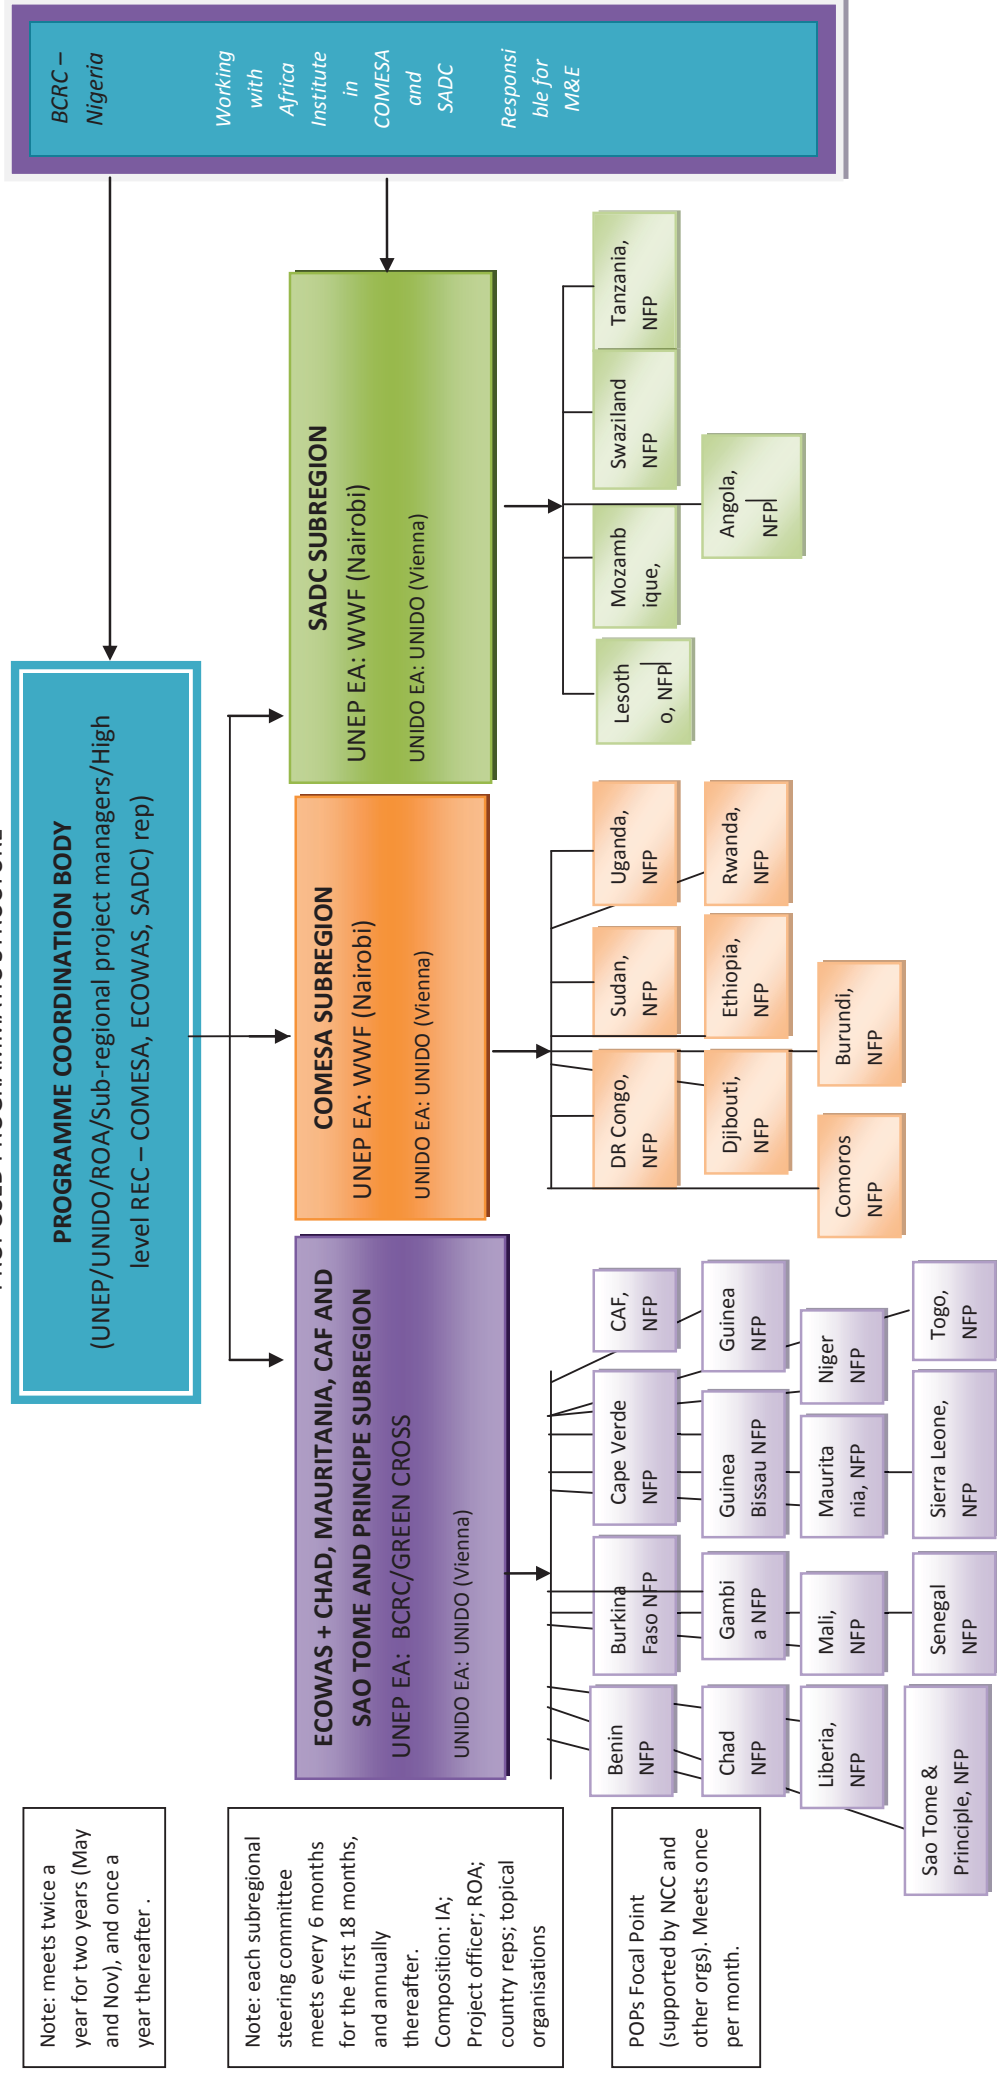 PROGRAMME COORDINATION BODY
(UNEP/UNIDO/ROA/Sub-regional project managers/High
level REC – COMESA, ECOWAS, SADC) rep)
BCRC –
Nigeria
Working
with
Africa
Institute
in
COMESA
and
SADC
Responsi
ble for
M&E
Note: meets twice a
year for two years (May
and Nov), and once a
year thereafter .
Note: each subregional
steering committee
meets every 6 months
for the first 18 months,
and annually
thereafter.
Composition: IA;
Project officer; ROA;
country reps; topical
organisations
POPs Focal Point
(supported by NCC and
other orgs). Meets once
per month.
ECOWAS + CHAD, MAURITANIA, CAF AND
SAO TOME AND PRINCIPE SUBREGION
UNEP EA: BCRC/GREEN CROSS
UNIDO EA: UNIDO (Vienna)
COMESA SUBREGION
UNEP EA: WWF (Nairobi)
UNIDO EA: UNIDO (Vienna)
SADC SUBREGION
UNEP EA: WWF (Nairobi)
UNIDO EA: UNIDO (Vienna)
Benin
NFP
Burkina
Faso NFP
Cape Verde
NFP
CAF,
NFP
Chad
NFP
Gambi
a NFP
Guinea
Bissau NFP
Guinea
NFP
Liberia,
NFP
Mali,
NFP
Maurita
nia, NFP
Niger
NFP
Sao Tome &
Principle, NFP
Senegal
NFP
Sierra Leone,
NFP
Togo,
NFP
DR Congo,
NFP
Sudan,
NFP
Uganda,
NFP
Djibouti,
NFP
Ethiopia,
NFP
Rwanda,
NFP
Comoros
NFP
Burundi,
NFP
Lesoth
o, NFP
Mozamb
ique,
Swaziland
NFP
Tanzania,
NFP
Angola,
NFP